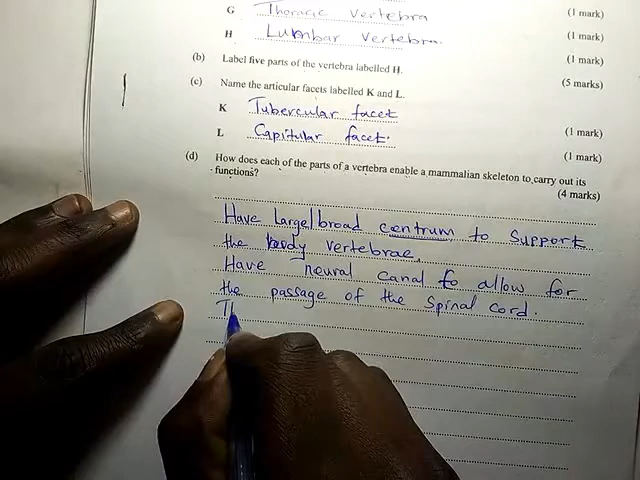 G Thoracic Vertebra (1 mark)
H Lumbar Vertebra. (1 mark)
(b) Label five parts of the vertebra labelled H. (1 mark)
(c) Name the articular facets labelled K and L. (5 marks)
K Tubercular facet
L Capitular facet. (1 mark)
(1 mark)
(d) How does each of the parts of a vertebra enable a mammalian skeleton to carry out its
functions? (4 marks)
Have Large/broad centrum to support
the body vertebrae.
Have neural canal to allow for
the passage of the spinal cord.